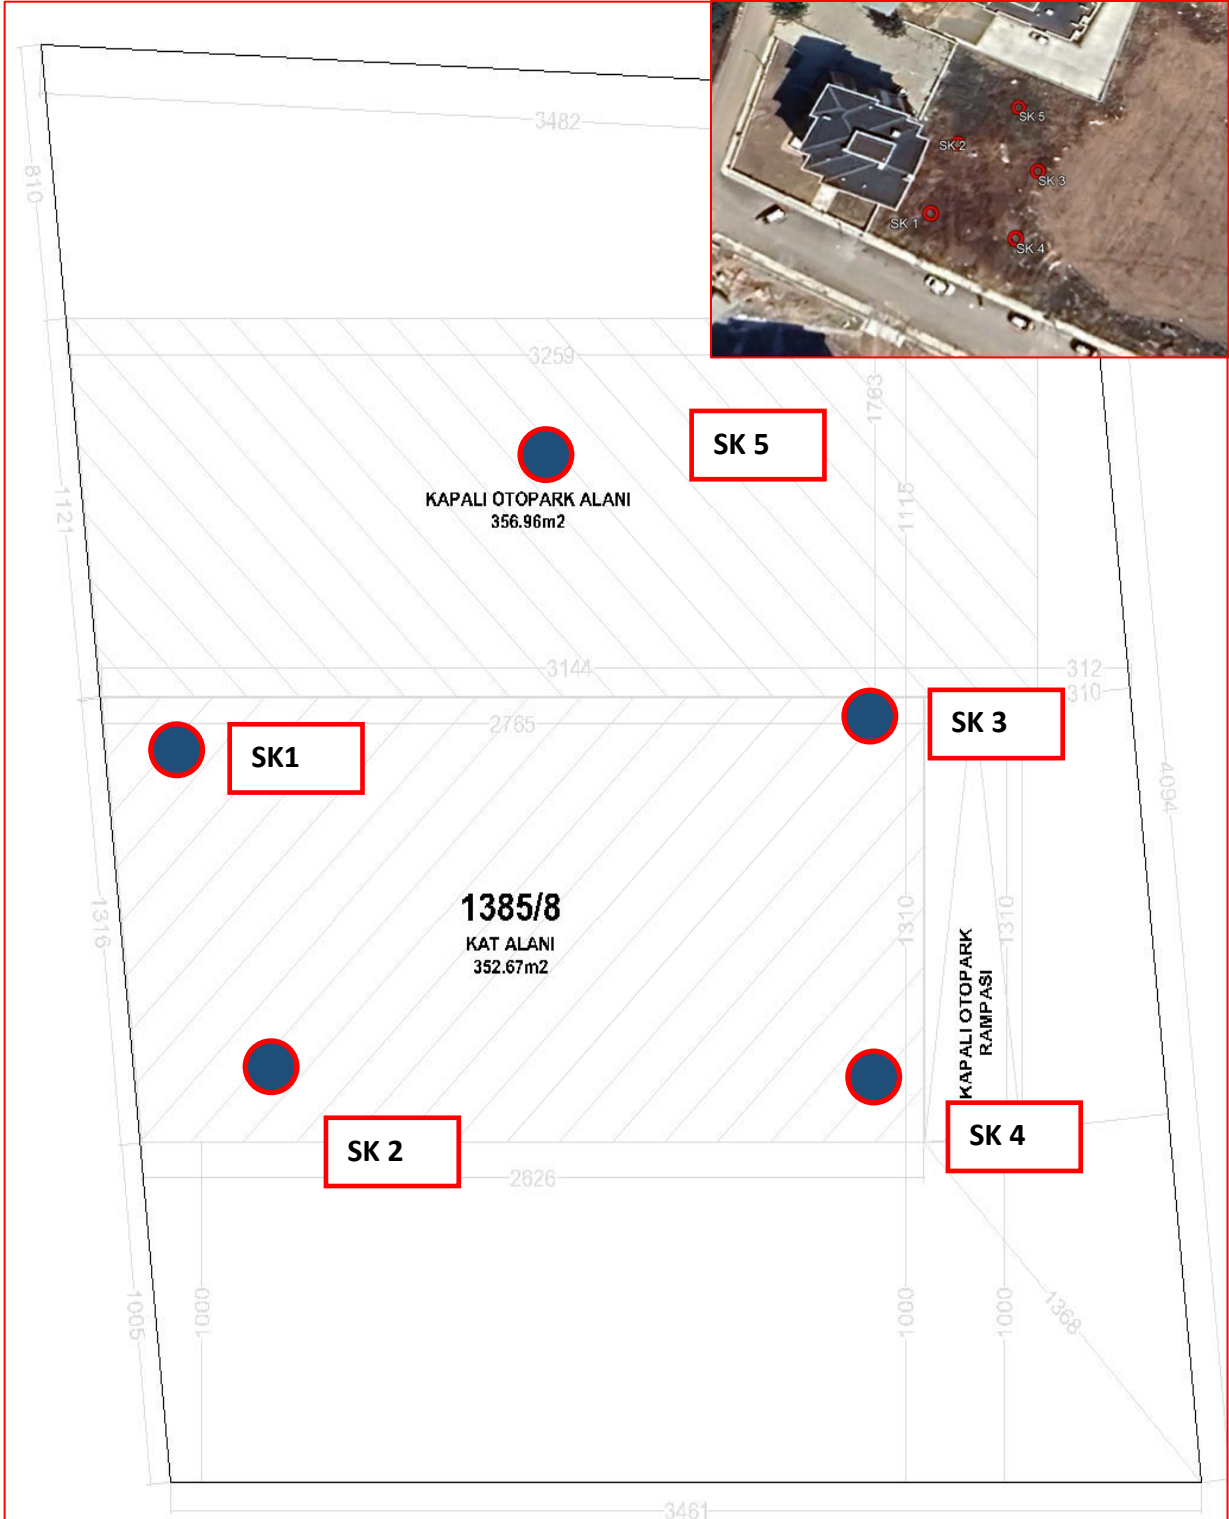 3482
SK 5
SK 2
SK 3
SK 1
SK 4
810
3259
1763
SK 5
KAPALI OTOPARK ALANI
356.96m2
1121
1115
3144
312
310
2765
SK 3
SK1
4094
1385/8
KAT ALANI
352.67m2
1316
1310
1310
KAPALI OTOPARK
RAMPASI
SK 2
SK 4
2626
1005
1000
1000
1000
1368
3461